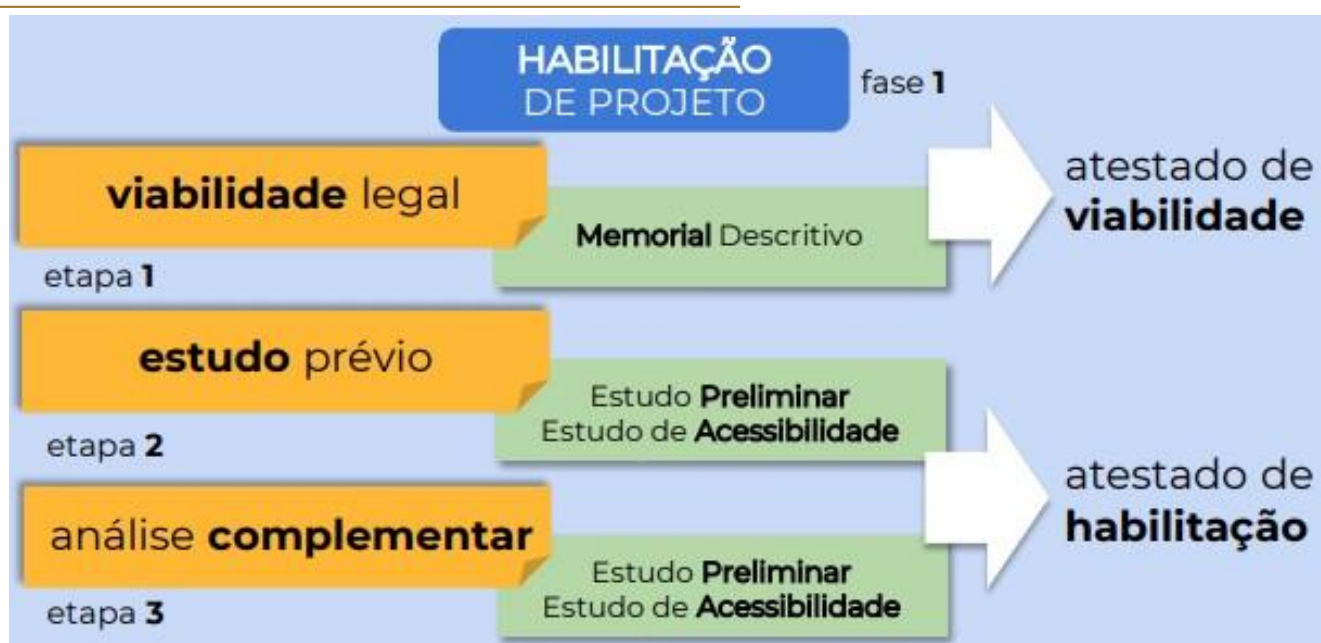 HABILITAÇÃO
DE PROJETO
fase 1
viabilidade legal
etapa 1
Memorial Descritivo
atestado de
viabilidade
estudo prévio
etapa 2
Estudo Preliminar
Estudo de Acessibilidade
análise complementar
etapa 3
Estudo Preliminar
Estudo de Acessibilidade
atestado de
habilitação